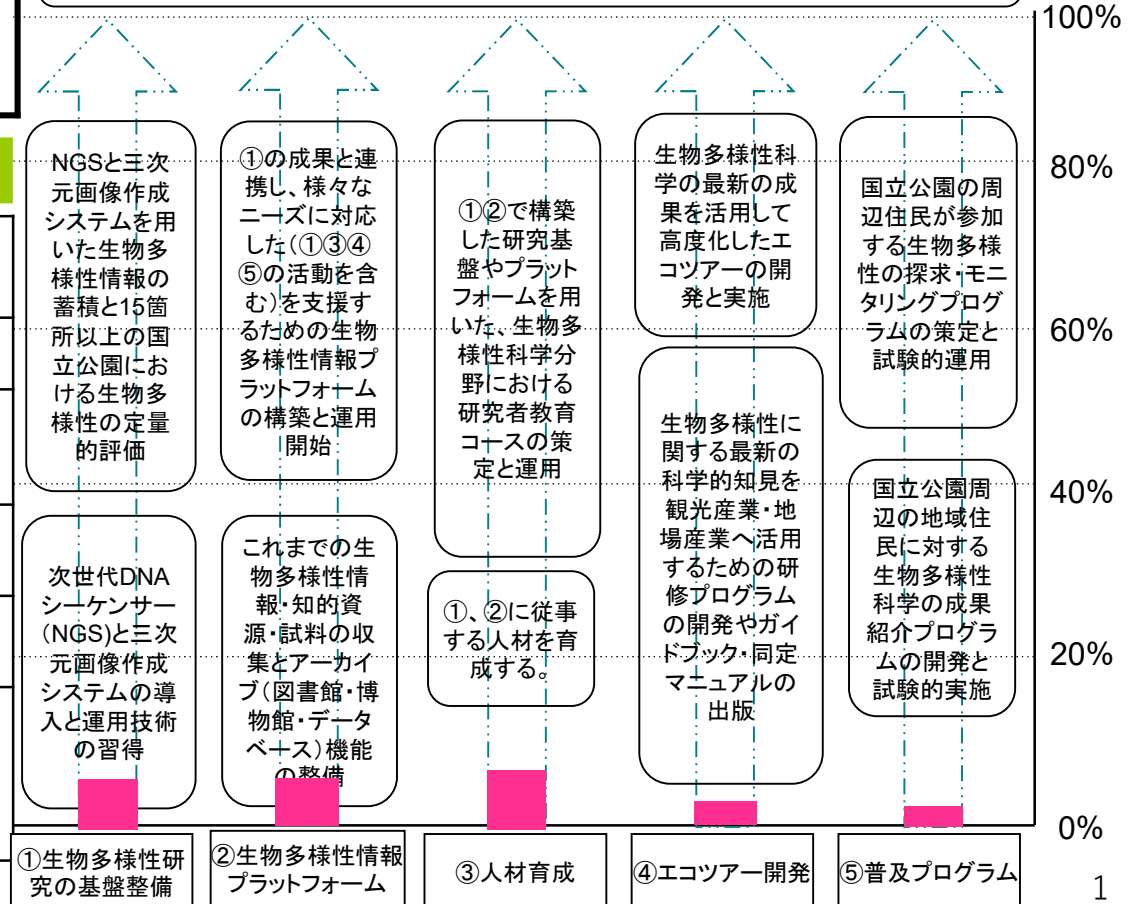 100%
80%
60%
40%
20%
0%
NGSと三次
元画像作成
システムを用
いた生物多
様性情報の
蓄積と15箇
所以上の国
立公園にお
ける生物多
様性の定量
的評価
①の成果と連
携し、様々な
ニーズに対応
した(①③④
⑤の活動を含
む)を支援す
るための生物
多様性情報プ
ラットフォーム
の構築と運用
開始
①②で構築
した研究基
盤やプラット
フォームを用
いた、生物多
様性科学分
野における
研究者教育
コースの策
定と運用
生物多様性科
学の最新の成
果を活用して
高度化したエ
コツアーの開
発と実施
国立公園の周
辺住民が参加
する生物多様
性の探求・モニ
タリングプログ
ラムの策定と
試験的運用
次世代DNA
シーケンサー
(NGS)と三次
元画像作成
システムの導
入と運用技術
の習得
これまでの生
物多様性情
報・知的資
源・試料の収
集とアーカイ
ブ(図書館・博
物館・データ
ベース)機能
の整備
①、②に従事
する人材を育
成する。
生物多様性に
関する最新の
科学的知見を
観光産業・地
場産業へ活用
するための研
修プログラム
の開発やガイ
ドブック・同定
マニュアルの
出版
国立公園周
辺の地域住
民に対する
生物多様性
科学の成果
紹介プログラ
ムの開発と
試験的実施
①生物多様性研
究の基盤整備
②生物多様性情報
プラットフォーム
③人材育成
④エコツアー開発
⑤普及プログラム
1